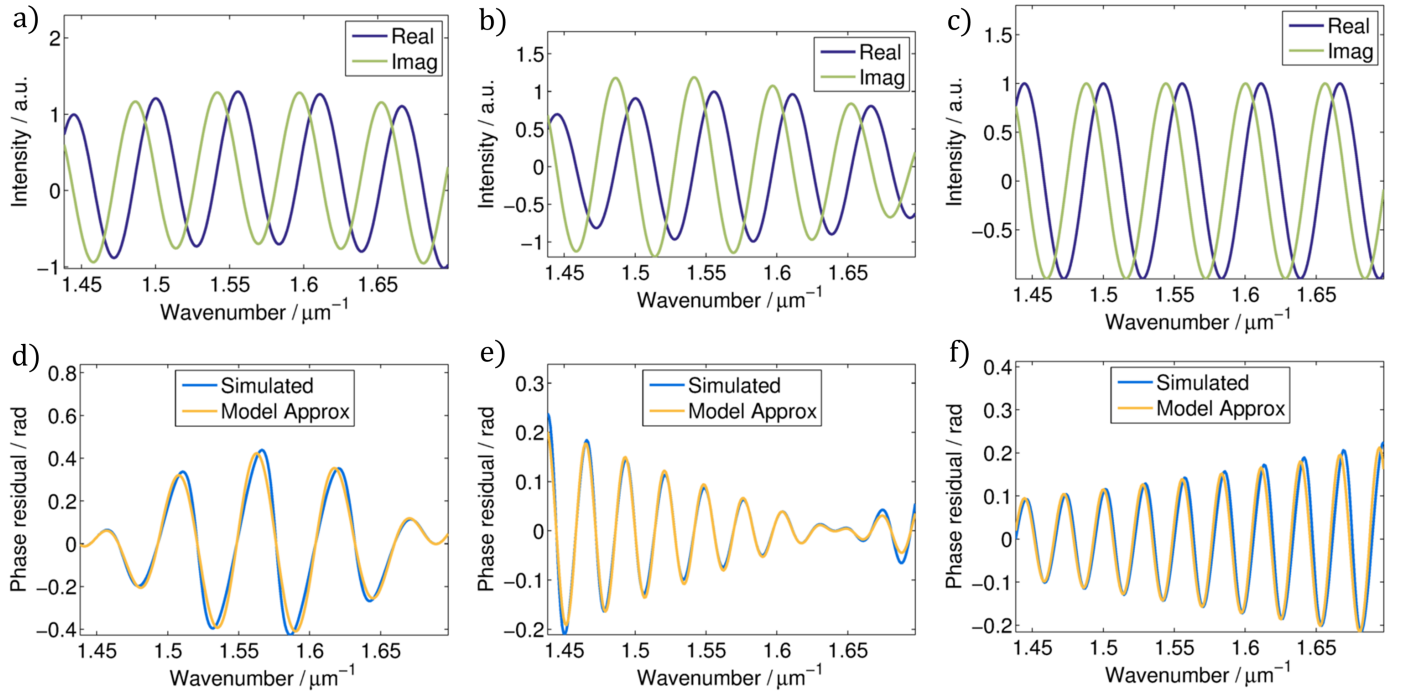 a)
Real
Imag
2
1
0
−1
Intensity / a.u.
1.45
1.5
1.55
1.6
1.65
Wavenumber / μm⁻¹
b)
Real
Imag
1.5
1
0.5
0
−0.5
−1
Intensity / a.u.
1.45
1.5
1.55
1.6
1.65
Wavenumber / μm⁻¹
c)
Real
Imag
1.5
1
0.5
0
−0.5
Intensity / a.u.
1.45
1.5
1.55
1.6
1.65
Wavenumber / μm⁻¹
d)
Simulated
Model Approx
0.8
0.6
0.4
0.2
0
−0.2
−0.4
Phase residual / rad
1.45
1.5
1.55
1.6
1.65
Wavenumber / μm⁻¹
e)
Simulated
Model Approx
0.3
0.2
0.1
0
−0.1
−0.2
Phase residual / rad
1.45
1.5
1.55
1.6
1.65
Wavenumber / μm⁻¹
f)
Simulated
Model Approx
0.4
0.3
0.2
0.1
0
−0.1
−0.2
Phase residual / rad
1.45
1.5
1.55
1.6
1.65
Wavenumber / μm⁻¹